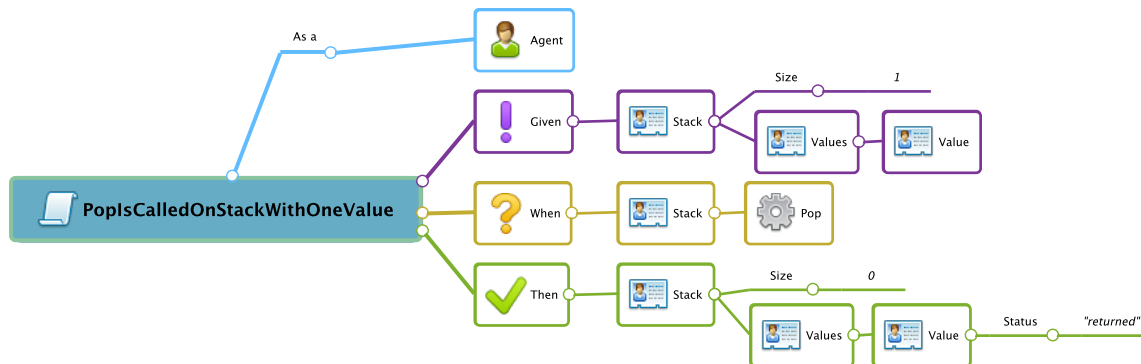 As a
Agent
Size 1
Given Stack
Values Value
PopIsCalledOnStackWithOneValue
When Stack Pop
Size 0
Then Stack
Values Value Status "returned"